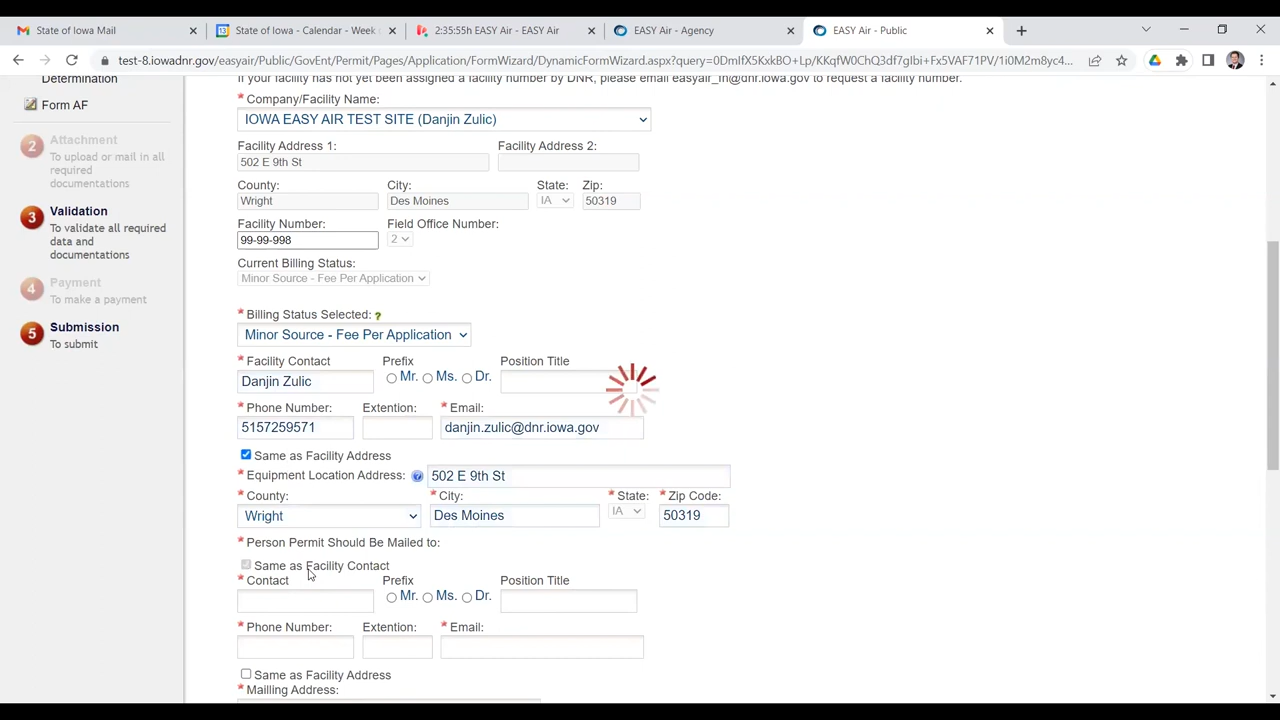 State of Iowa Mail
State of Iowa - Calendar - Week
2:35:55h EASY Air - EASY Air
EASY Air - Agency
EASY Air - Public
test-8.iowadnr.gov/easyair/Public/GovEnt/Permit/Pages/Application/FormWizard/DynamicFormWizard.aspx?query=
If your facility has not yet been assigned a facility number by DNR, please email easyair_fn@dnr.iowa.gov to request a facility number.
Determination
Form AF
2 Attachment
To upload or mail in all
required
documentations
3 Validation
To validate all required
data and
documentations
4 Payment
To make a payment
5 Submission
To submit
* Company/Facility Name:
IOWA EASY AIR TEST SITE (Danjin Zulic)
Facility Address 1: Facility Address 2:
502 E 9th St
County: City: State: Zip:
Wright Des Moines IA 50319
Facility Number: Field Office Number:
99-99-998 2
Current Billing Status:
Minor Source - Fee Per Application
* Billing Status Selected: ?
Minor Source - Fee Per Application
* Facility Contact Prefix Position Title
Danjin Zulic Mr. Ms. Dr.
* Phone Number: Extention: * Email:
5157259571 danjin.zulic@dnr.iowa.gov
Same as Facility Address
* Equipment Location Address: ? 502 E 9th St
* County: * City: * State: * Zip Code:
Wright Des Moines IA 50319
* Person Permit Should Be Mailed to:
Same as Facility Contact
* Contact Prefix Position Title
Mr. Ms. Dr.
* Phone Number: Extention: * Email:
Same as Facility Address
* Mailling Address: